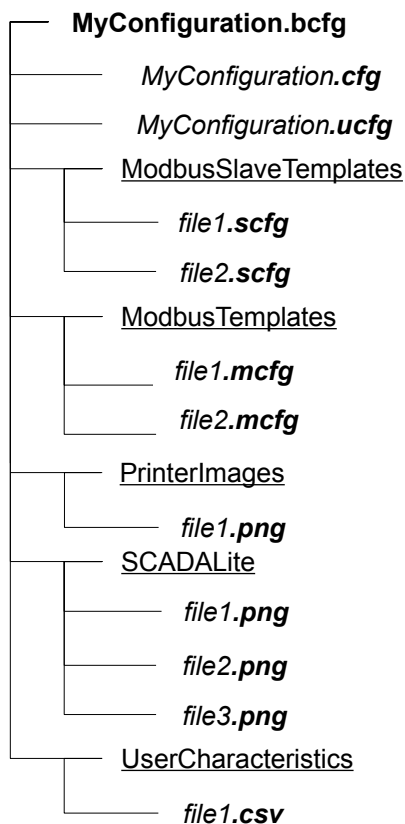 MyConfiguration.bcfg
MyConfiguration.cfg
MyConfiguration.ucfg
ModbusSlaveTemplates
file1.scfg
file2.scfg
ModbusTemplates
file1.mcfg
file2.mcfg
PrinterImages
file1.png
SCADALite
file1.png
file2.png
file3.png
UserCharacteristics
file1.csv